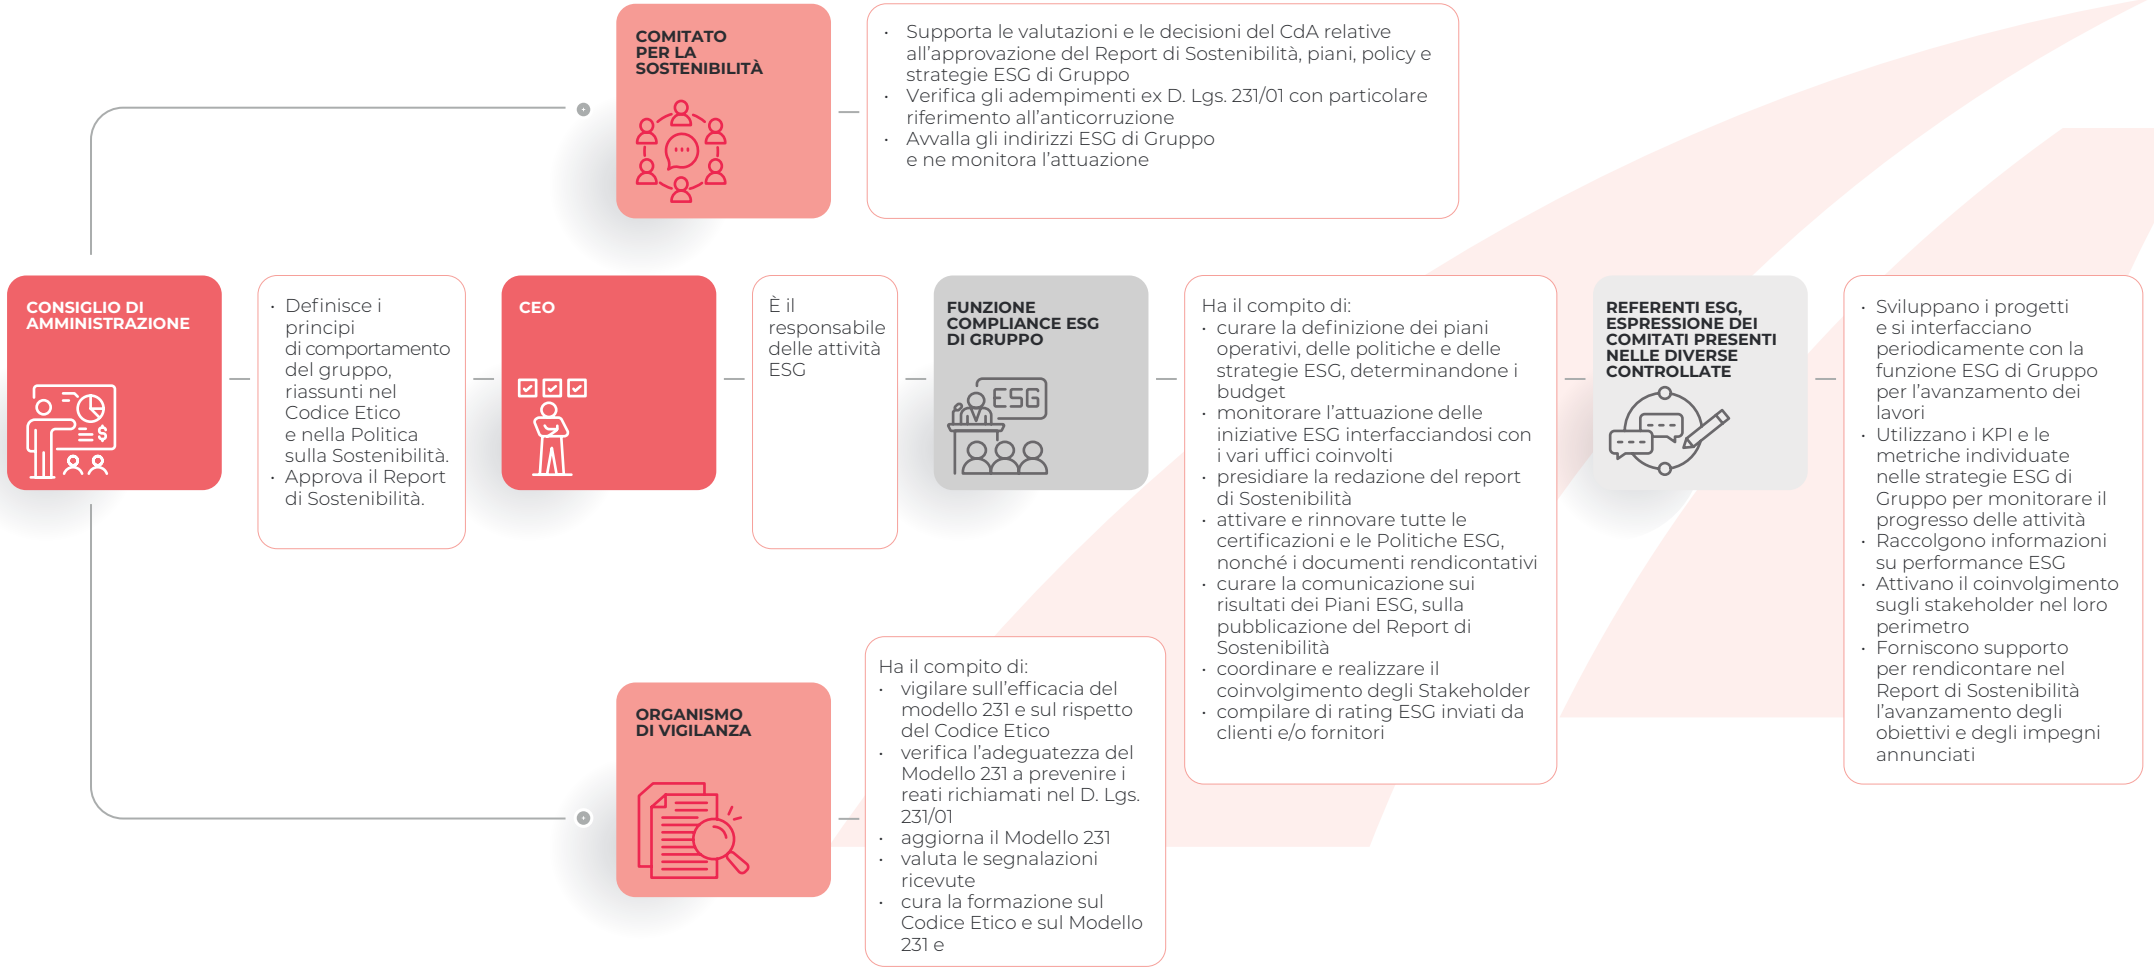 COMITATO
PER LA
SOSTENIBILITÀ
• Supporta le valutazioni e le decisioni del CdA relative
all’approvazione del Report di Sostenibilità, piani, policy e
strategie ESG di Gruppo
• Verifica gli adempimenti ex D. Lgs. 231/01 con particolare
riferimento all’anticorruzione
• Avvalla gli indirizzi ESG di Gruppo
e ne monitora l’attuazione
CONSIGLIO DI
AMMINISTRAZIONE
$
• Definisce i
principi
di comportamento
del gruppo,
riassunti nel
Codice Etico
e nella Politica
sulla Sostenibilità.
• Approva il Report
di Sostenibilità.
CEO
È il
responsabile
delle attività
ESG
FUNZIONE
COMPLIANCE ESG
DI GRUPPO
ESG
Ha il compito di:
• curare la definizione dei piani
operativi, delle politiche e delle
strategie ESG, determinandone i
budget
• monitorare l’attuazione delle
iniziative ESG interfacciandosi con
i vari uffici coinvolti
• presidiare la redazione del report
di Sostenibilità
• attivare e rinnovare tutte le
certificazioni e le Politiche ESG,
nonché i documenti rendicontativi
• curare la comunicazione sui
risultati dei Piani ESG, sulla
pubblicazione del Report di
Sostenibilità
• coordinare e realizzare il
coinvolgimento degli Stakeholder
• compilare di rating ESG inviati da
clienti e/o fornitori
REFERENTI ESG,
ESPRESSIONE DEI
COMITATI PRESENTI
NELLE DIVERSE
CONTROLLATE
• Sviluppano i progetti
e si interfacciano
periodicamente con la
funzione ESG di Gruppo
per l’avanzamento dei
lavori
• Utilizzano i KPI e le
metriche individuate
nelle strategie ESG di
Gruppo per monitorare il
progresso delle attività
• Raccolgono informazioni
su performance ESG
• Attivano il coinvolgimento
sugli stakeholder nel loro
perimetro
• Forniscono supporto
per rendicontare nel
Report di Sostenibilità
l’avanzamento degli
obiettivi e degli impegni
annunciati
ORGANISMO
DI VIGILANZA
Ha il compito di:
• vigilare sull’efficacia del
modello 231 e sul rispetto
del Codice Etico
• verifica l’adeguatezza del
Modello 231 a prevenire i
reati richiamati nel D. Lgs.
231/01
• aggiorna il Modello 231
• valuta le segnalazioni
ricevute
• cura la formazione sul
Codice Etico e sul Modello
231 e